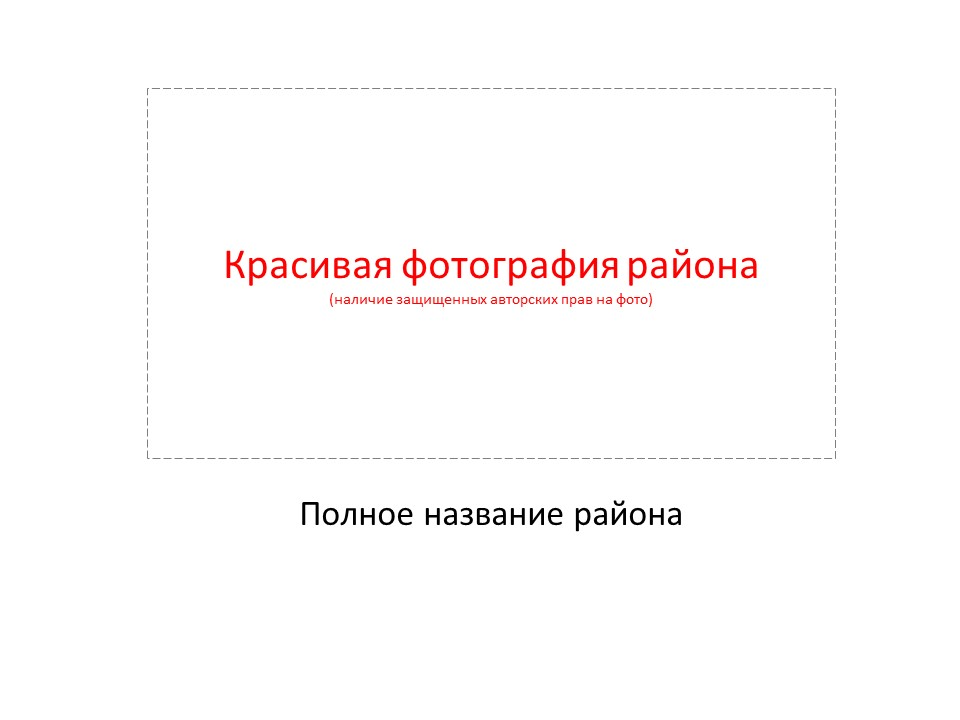 Красивая фотография района
(наличие защищенных авторских прав на фото)
Полное название района